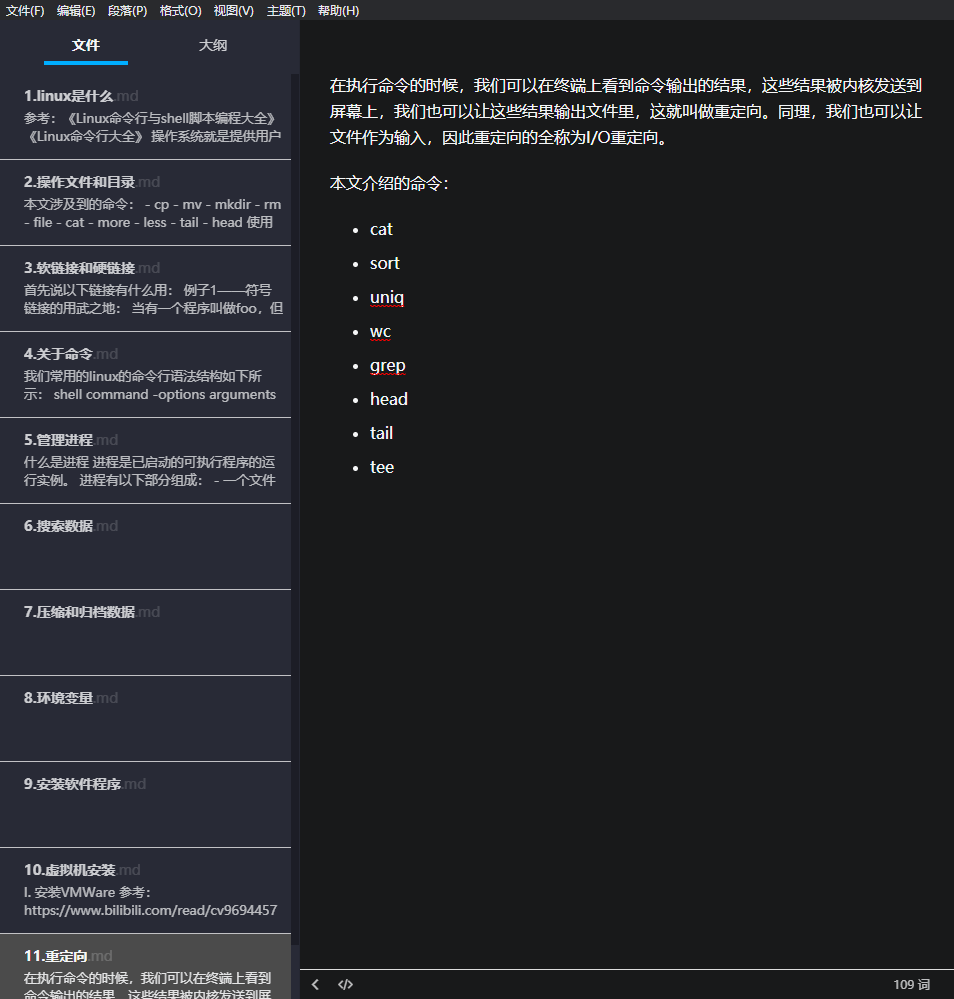 文件(F) 编辑(E) 段落(P) 格式(O) 视图(V) 主题(T) 帮助(H)
文件 大纲
1.linux是什么.md
参考：《Linux命令行与shell脚本编程大全》
《Linux命令行大全》 操作系统就是提供用户
2.操作文件和目录.md
本文涉及到的命令： - cp - mv - mkdir - rm
- file - cat - more - less - tail - head 使用
3.软链接和硬链接.md
首先说以下链接有什么用： 例子1——符号
链接的用武之地： 当有一个程序叫做foo，但
4.关于命令.md
我们常用的linux的命令行语法结构如下所
示： shell command -options arguments
5.管理进程.md
什么是进程 进程是已启动的可执行程序的运
行实例。 进程有以下部分组成： - 一个文件
6.搜索数据.md
7.压缩和归档数据.md
8.环境变量.md
9.安装软件程序.md
10.虚拟机安装.md
I. 安装VMWare 参考：
https://www.bilibili.com/read/cv9694457
11.重定向.md
在执行命令的时候，我们可以在终端上看到
命令输出的结果，这些结果被内核发送到屏
在执行命令的时候，我们可以在终端上看到命令输出的结果，这些结果被内核发送到
屏幕上，我们也可以让这些结果输出文件里，这就叫做重定向。同理，我们也可以让
文件作为输入，因此重定向的全称为I/O重定向。
本文介绍的命令：
cat
sort
uniq
wc
grep
head
tail
tee
109 词